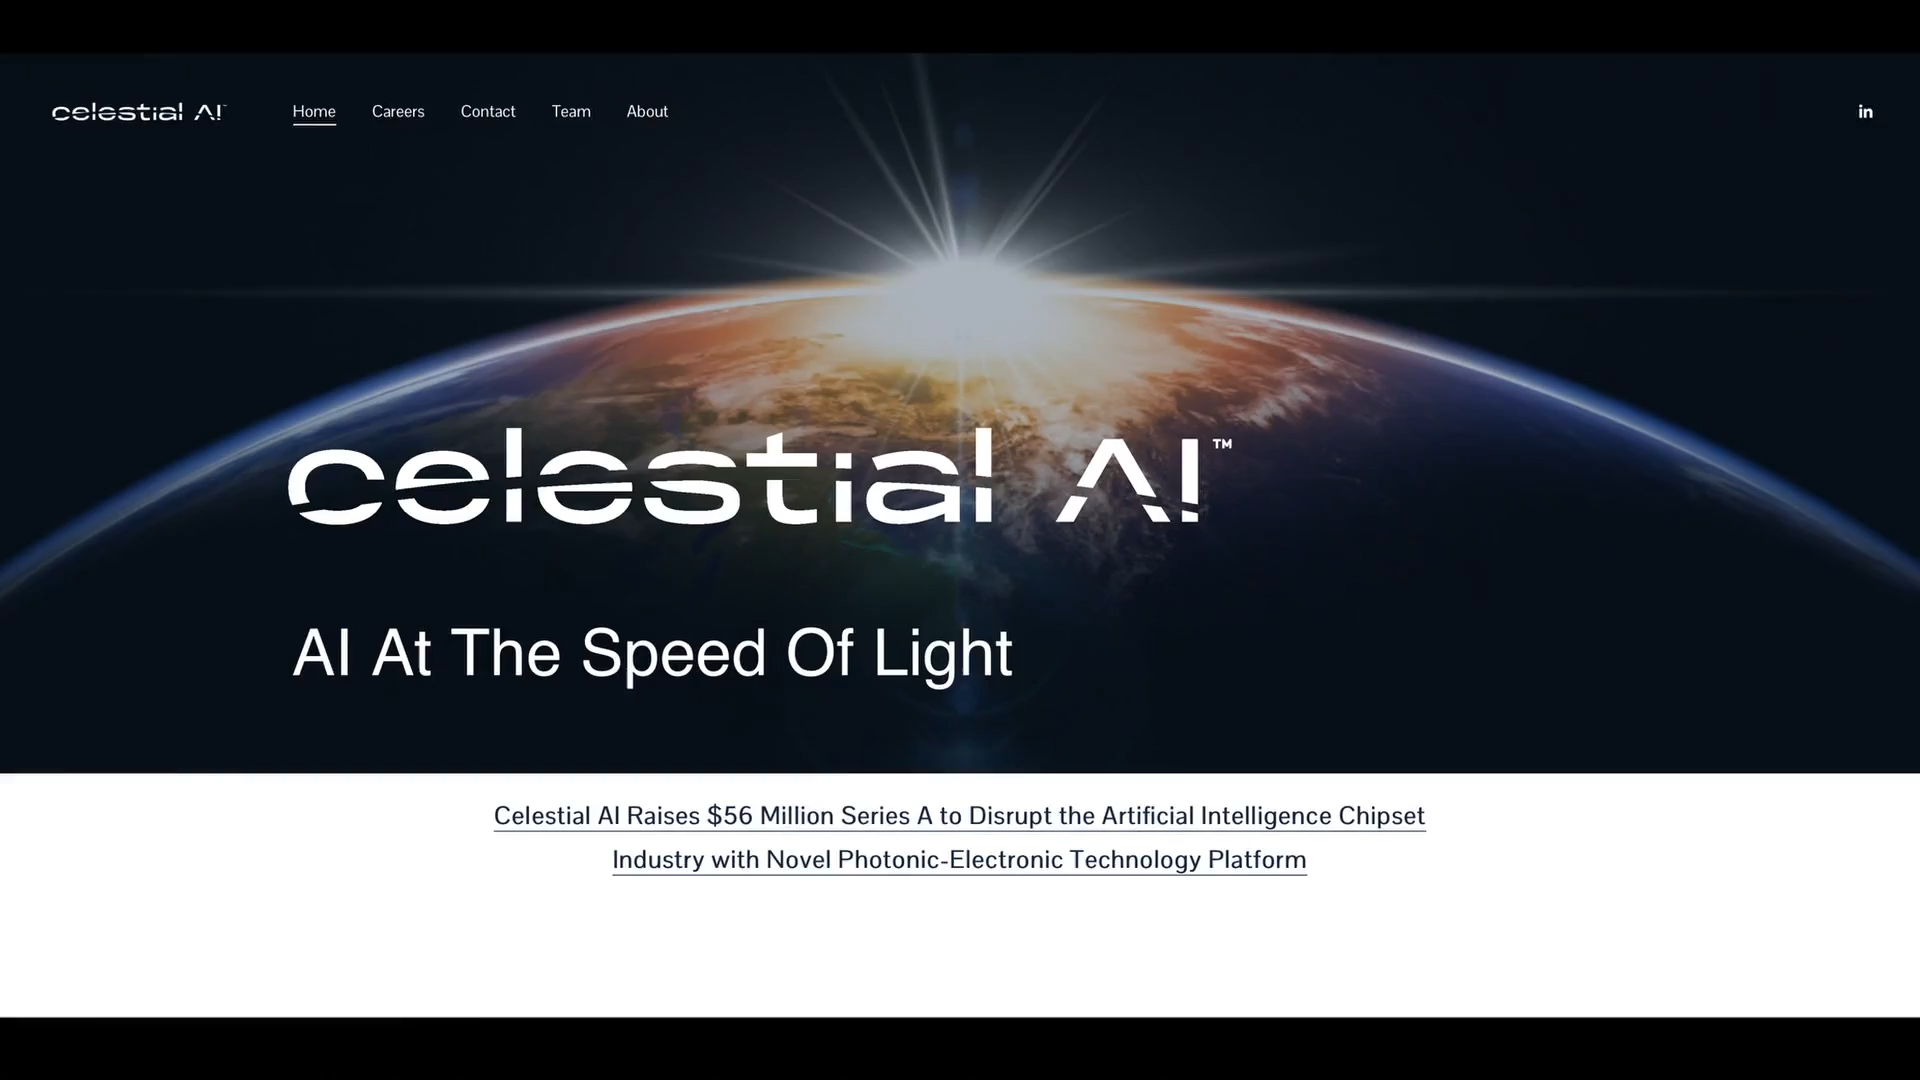 celestial AI™
Home
Careers
Contact
Team
About
in
celestial AI™
AI At The Speed Of Light
Celestial AI Raises $56 Million Series A to Disrupt the Artificial Intelligence Chipset
Industry with Novel Photonic-Electronic Technology Platform